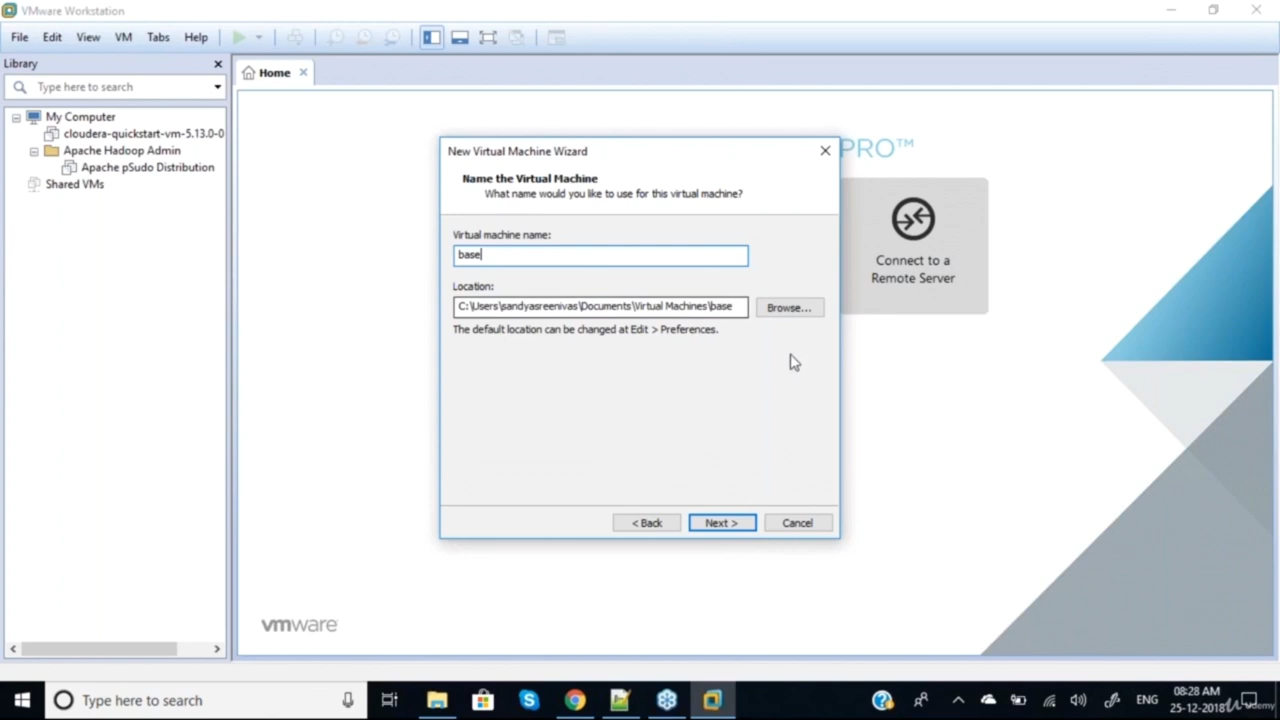 VMware Workstation
File Edit View VM Tabs Help
Library
Type here to search
My Computer
cloudera-quickstart-vm-5.13.0-0
Apache Hadoop Admin
Apache pSudo Distribution
Shared VMs
Home
PRO™
New Virtual Machine Wizard
Name the Virtual Machine
What name would you like to use for this virtual machine?
Virtual machine name:
base
Location:
C:\Users\sandyasreenivas\Documents\Virtual Machines\base
Browse...
The default location can be changed at Edit > Preferences.
< Back Next > Cancel
Connect to a
Remote Server
vmware
Type here to search
ENG
08:28 AM
25-12-2018
Udemy